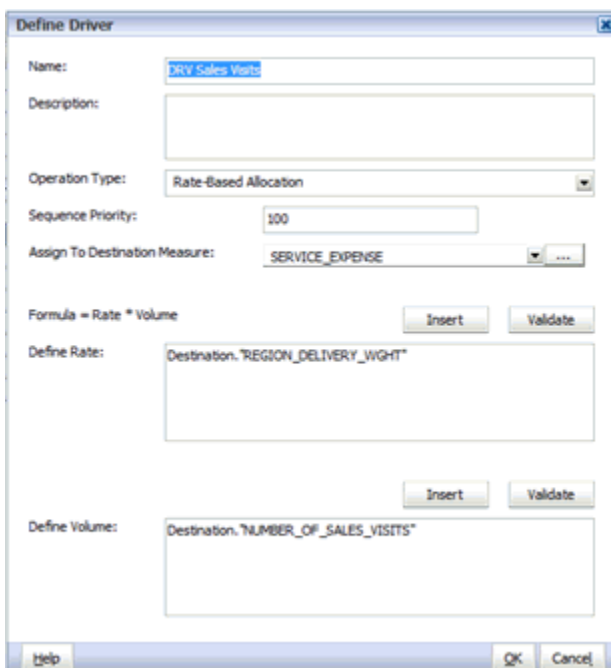 Define Driver
Name:
DRV Sales Visits
Description:
Operation Type:
Rate-Based Allocation
Sequence Priority:
100
Assign To Destination Measure:
SERVICE_EXPENSE
...
Formula = Rate * Volume
Insert
Validate
Define Rate:
Destination."REGION_DELIVERY_WGHT"
Insert
Validate
Define Volume:
Destination."NUMBER_OF_SALES_VISITS"
Help
OK
Cancel